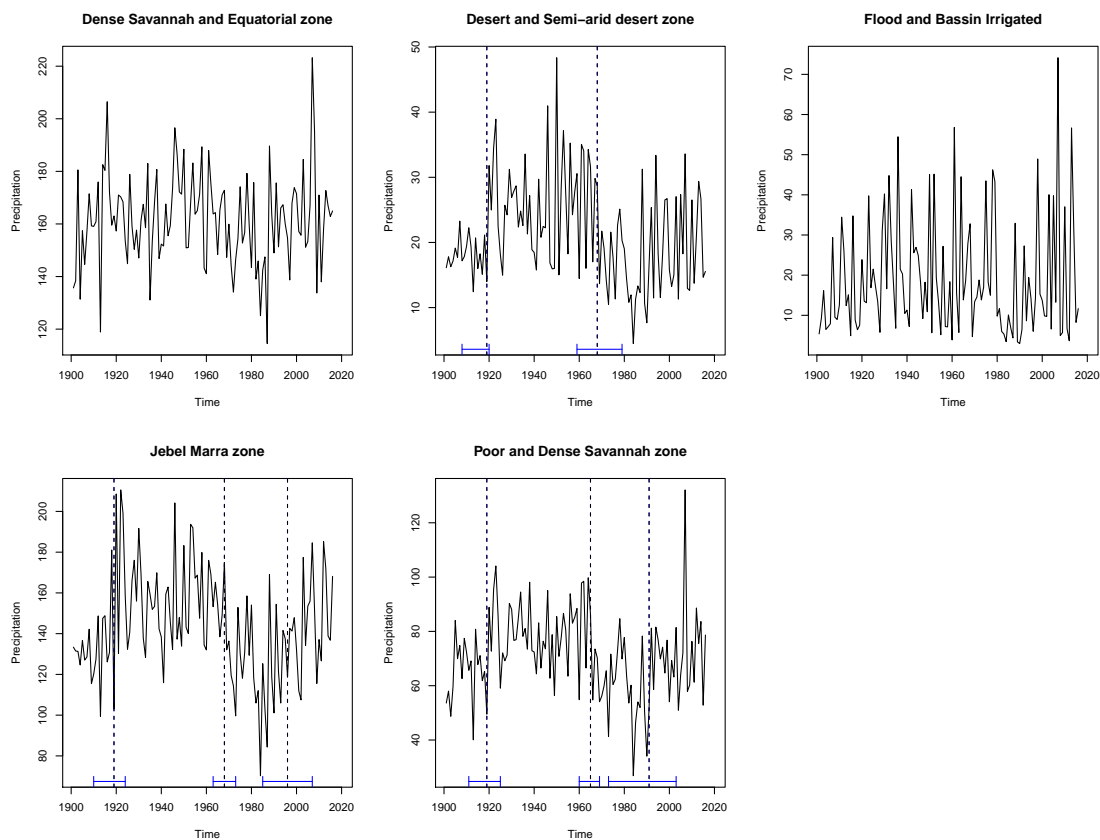 Dense Savannah and Equatorial zone
Precipitation
220
200
180
160
140
120
1900 1920 1940 1960 1980 2000 2020
Time
Desert and Semi−arid desert zone
Precipitation
50
40
30
20
10
1900 1920 1940 1960 1980 2000 2020
Time
Flood and Bassin Irrigated
Precipitation
70
60
50
40
30
20
10
1900 1920 1940 1960 1980 2000 2020
Time
Jebel Marra zone
Precipitation
200
180
160
140
120
100
80
1900 1920 1940 1960 1980 2000 2020
Time
Poor and Dense Savannah zone
Precipitation
120
100
80
60
40
1900 1920 1940 1960 1980 2000 2020
Time